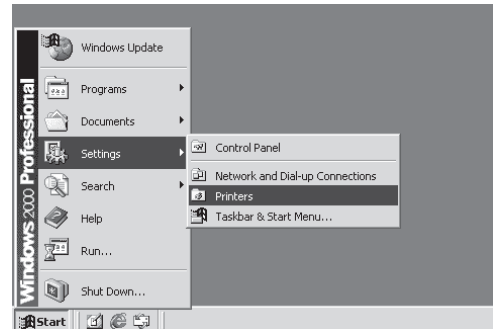 Windows 2000 Professional
Windows Update
Programs
Documents
Settings
Search
Help
Run...
Shut Down...
Control Panel
Network and Dial-up Connections
Printers
Taskbar & Start Menu...
Start